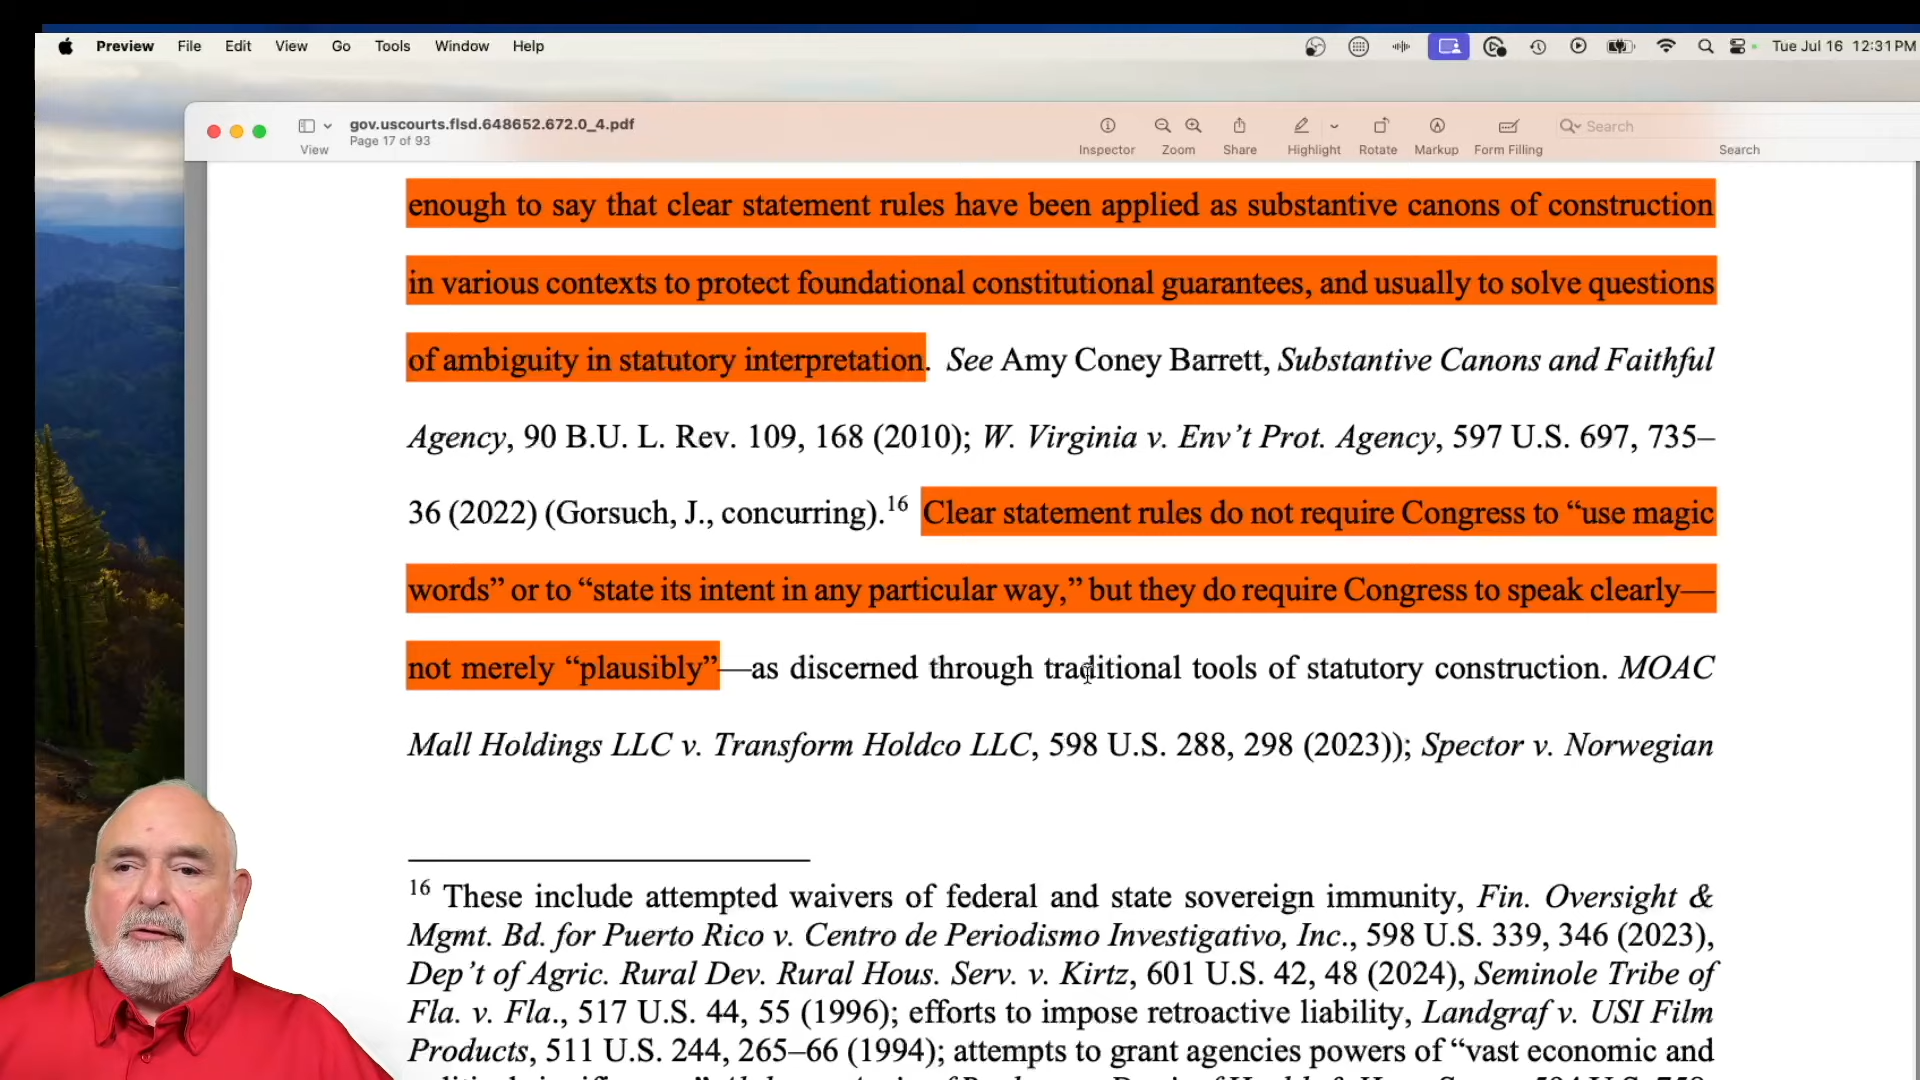 Preview File Edit View Go Tools Window Help Tue Jul 16 12:31 PM
gov.uscourts.flsd.648652.672.0_4.pdf
Page 17 of 93
View Inspector Zoom Share Highlight Rotate Markup Form Filling Search
Search
enough to say that clear statement rules have been applied as substantive canons of construction
in various contexts to protect foundational constitutional guarantees, and usually to solve questions
of ambiguity in statutory interpretation. See Amy Coney Barrett, Substantive Canons and Faithful
Agency, 90 B.U. L. Rev. 109, 168 (2010); W. Virginia v. Env’t Prot. Agency, 597 U.S. 697, 735–
36 (2022) (Gorsuch, J., concurring).16 Clear statement rules do not require Congress to “use magic
words” or to “state its intent in any particular way,” but they do require Congress to speak clearly—
not merely “plausibly”—as discerned through traditional tools of statutory construction. MOAC
Mall Holdings LLC v. Transform Holdco LLC, 598 U.S. 288, 298 (2023)); Spector v. Norwegian
16 These include attempted waivers of federal and state sovereign immunity, Fin. Oversight &
Mgmt. Bd. for Puerto Rico v. Centro de Periodismo Investigativo, Inc., 598 U.S. 339, 346 (2023),
Dep’t of Agric. Rural Dev. Rural Hous. Serv. v. Kirtz, 601 U.S. 42, 48 (2024), Seminole Tribe of
Fla. v. Fla., 517 U.S. 44, 55 (1996); efforts to impose retroactive liability, Landgraf v. USI Film
Products, 511 U.S. 244, 265–66 (1994); attempts to grant agencies powers of “vast economic and